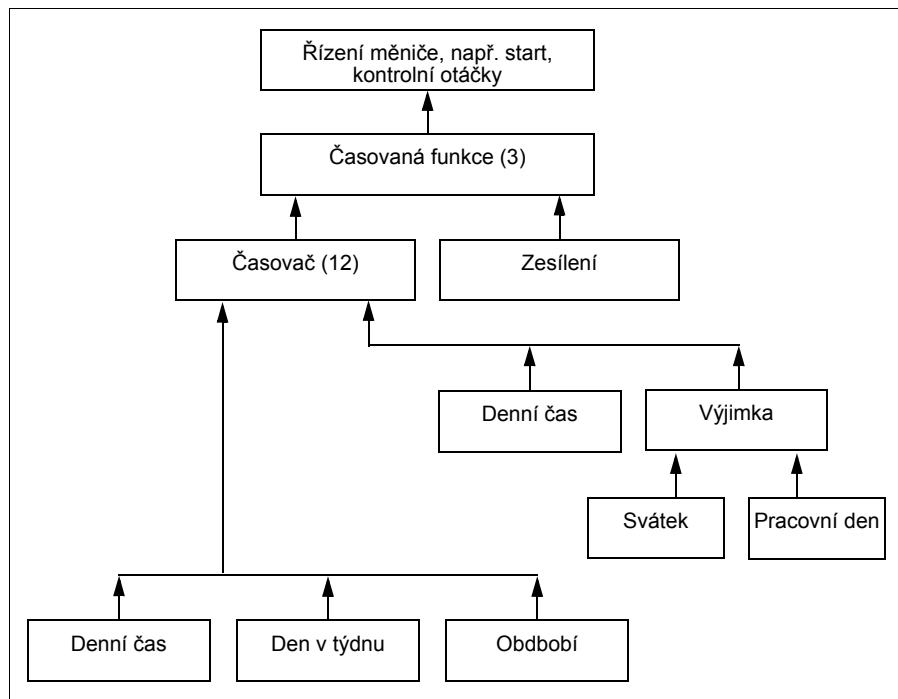 Řízení měniče, např. start,
kontrolní otáčky
Časovaná funkce (3)
Časovač (12)
Zesílení
Denní čas
Výjimka
Svátek
Pracovní den
Denní čas
Den v týdnu
Obdbobí